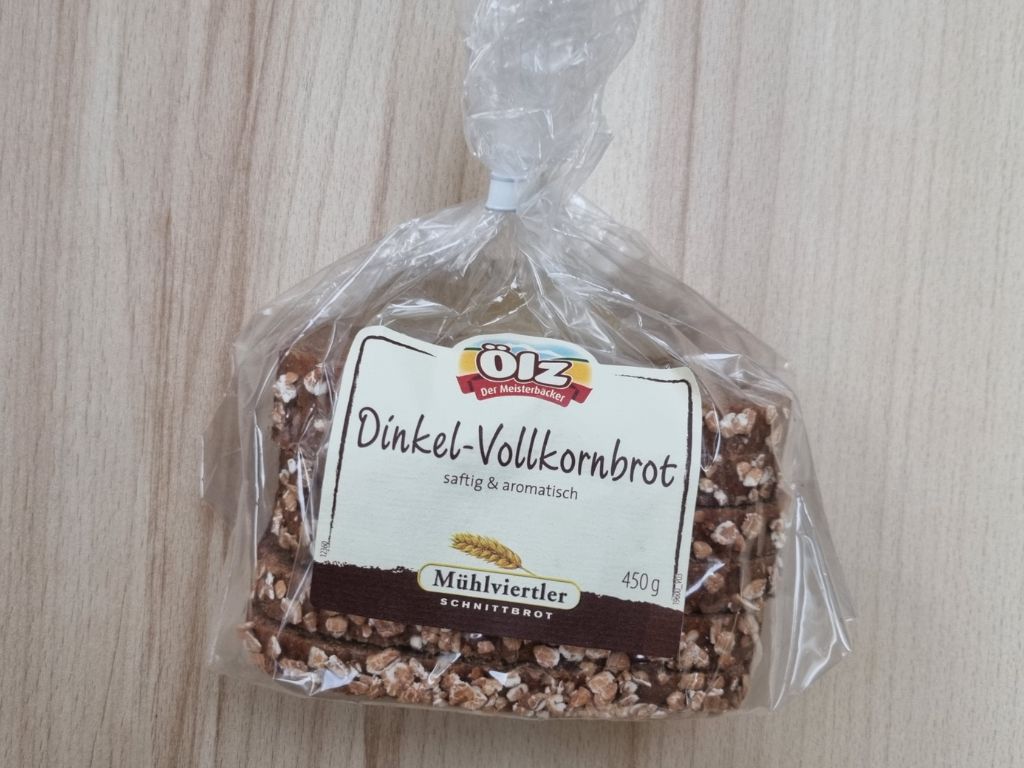 Ölz
Der Meisterbäcker
Dinkel-Vollkornbrot
saftig & aromatisch
450 g
Mühlviertler
SCHNITTBROT